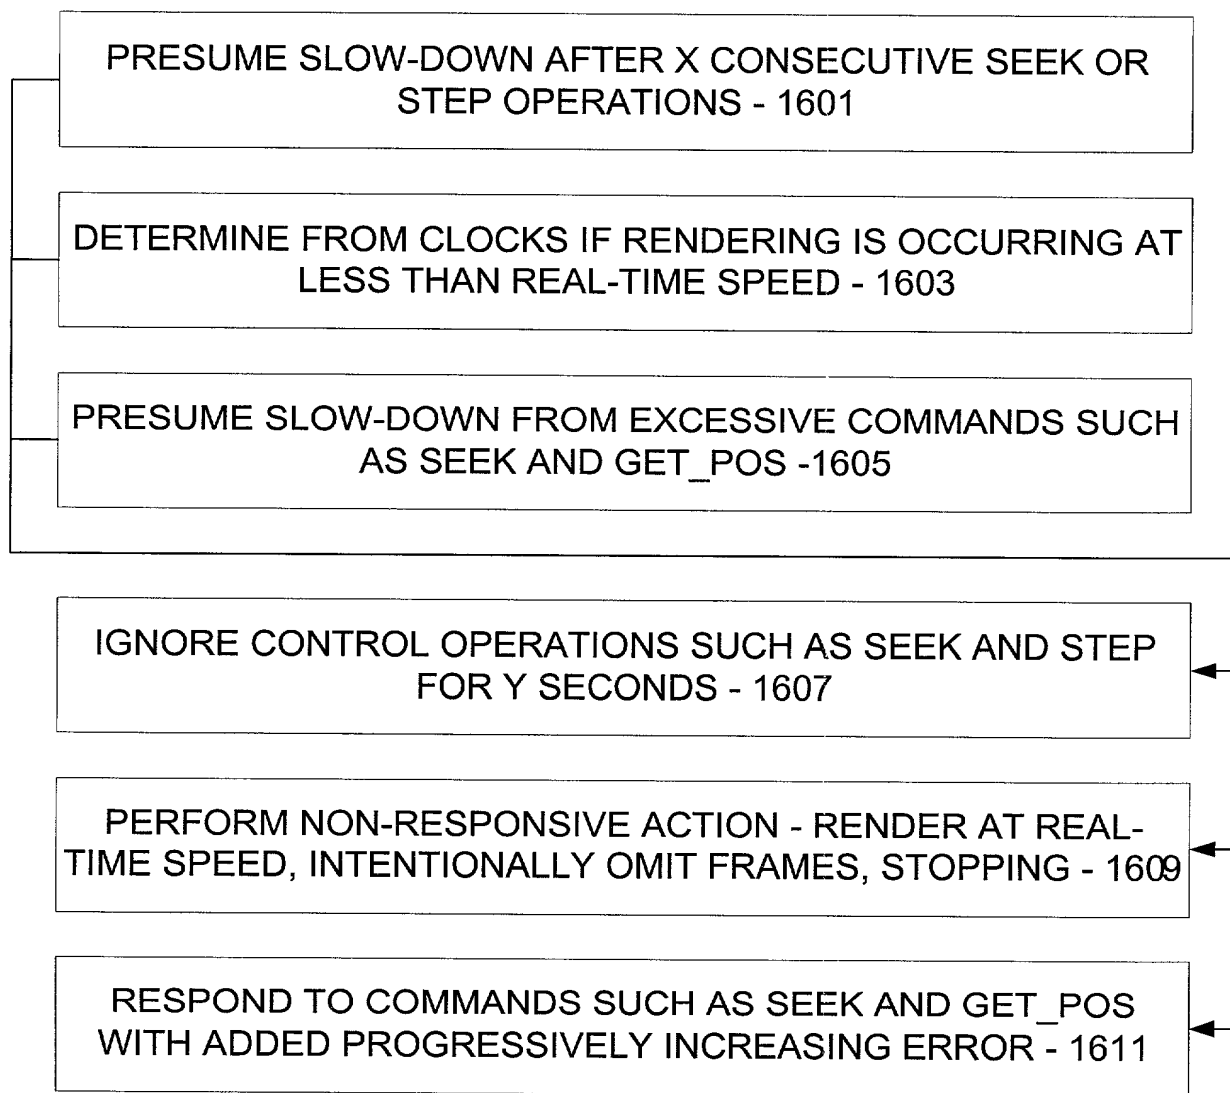 PRESUME SLOW-DOWN AFTER X CONSECUTIVE SEEK OR
STEP OPERATIONS - 1601
DETERMINE FROM CLOCKS IF RENDERING IS OCCURRING AT
LESS THAN REAL-TIME SPEED - 1603
PRESUME SLOW-DOWN FROM EXCESSIVE COMMANDS SUCH
AS SEEK AND GET_POS -1605
IGNORE CONTROL OPERATIONS SUCH AS SEEK AND STEP
FOR Y SECONDS - 1607
PERFORM NON-RESPONSIVE ACTION - RENDER AT REAL-
TIME SPEED, INTENTIONALLY OMIT FRAMES, STOPPING - 1609
RESPOND TO COMMANDS SUCH AS SEEK AND GET_POS
WITH ADDED PROGRESSIVELY INCREASING ERROR - 1611